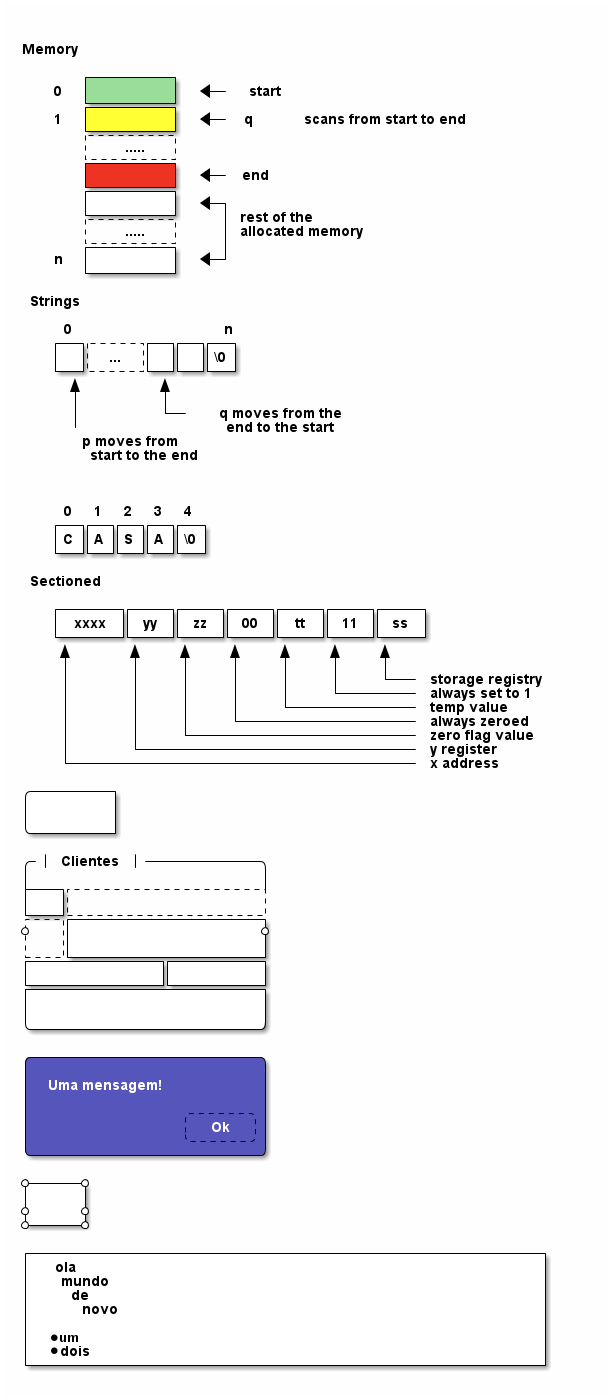 Memory
0 start
1 q scans from start to end
.....
end
rest of the
..... allocated memory
n
Strings
0 n
... \0
q moves from the
end to the start
p moves from
start to the end
0 1 2 3 4
C A S A \0
Sectioned
xxxx yy zz 00 tt 11 ss
storage registry
always set to 1
temp value
always zeroed
zero flag value
y register
x address
Clientes
Uma mensagem!
Ok
ola
mundo
de
novo
•um
•dois